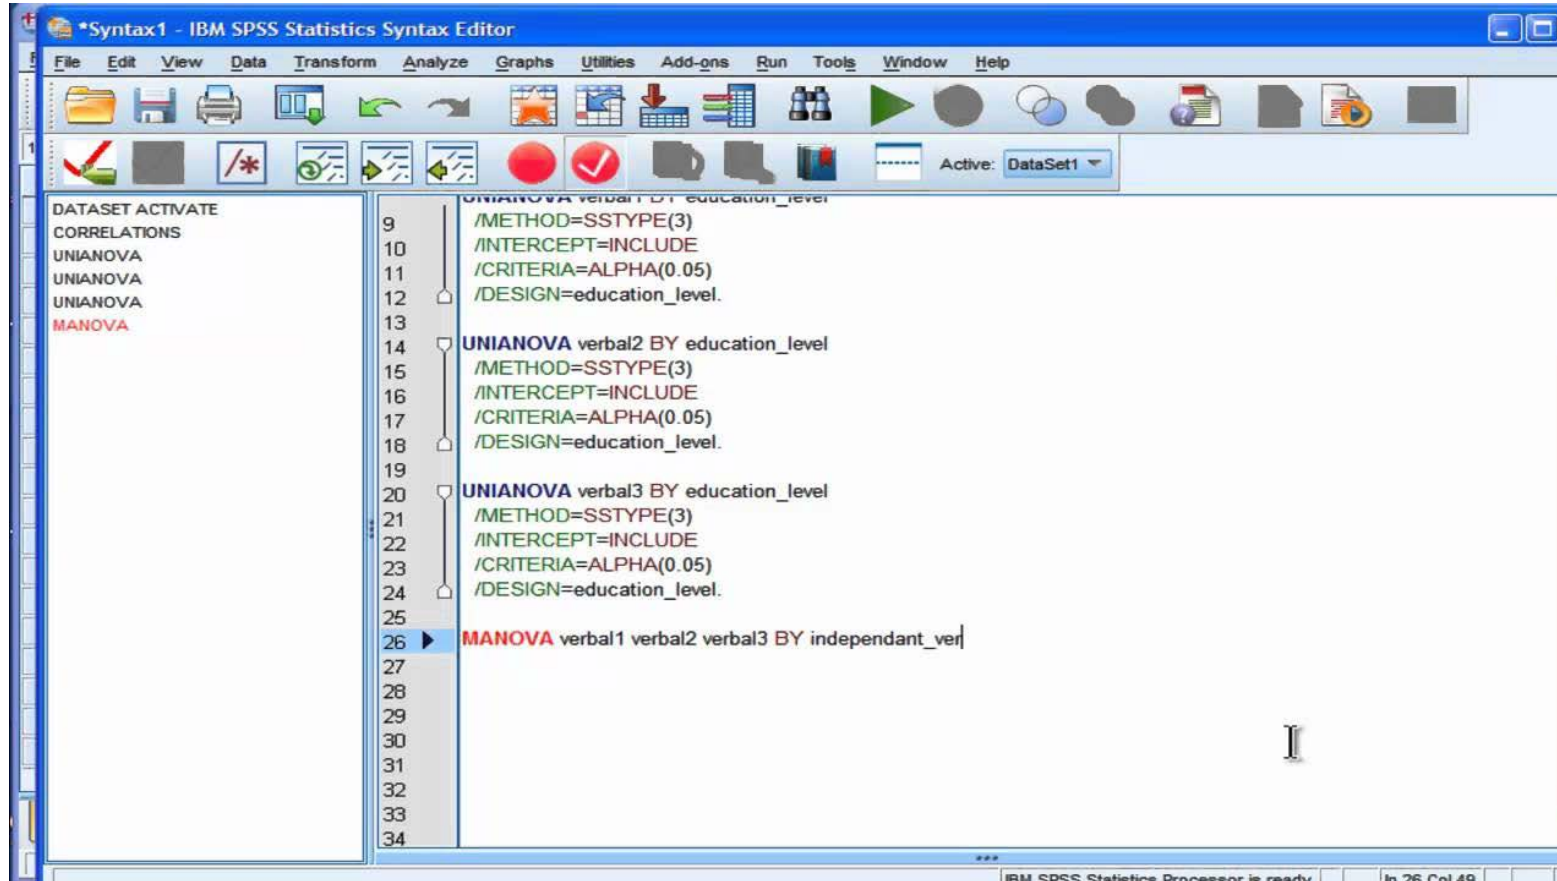 *Syntax1 - IBM SPSS Statistics Syntax Editor
File Edit View Data Transform Analyze Graphs Utilities Add-ons Run Tools Window Help
/*
Active: DataSet1
DATASET ACTIVATE
CORRELATIONS
UNIANOVA
UNIANOVA
UNIANOVA
MANOVA
UNIANOVA verbal1 BY education_level
9 /METHOD=SSTYPE(3)
10 /INTERCEPT=INCLUDE
11 /CRITERIA=ALPHA(0.05)
12 /DESIGN=education_level.
13
14 UNIANOVA verbal2 BY education_level
15 /METHOD=SSTYPE(3)
16 /INTERCEPT=INCLUDE
17 /CRITERIA=ALPHA(0.05)
18 /DESIGN=education_level.
19
20 UNIANOVA verbal3 BY education_level
21 /METHOD=SSTYPE(3)
22 /INTERCEPT=INCLUDE
23 /CRITERIA=ALPHA(0.05)
24 /DESIGN=education_level.
25
26 MANOVA verbal1 verbal2 verbal3 BY independant_ver
27
28
29
30
31
32
33
34
IBM SPSS Statistics Processor is ready In 26 Col 49